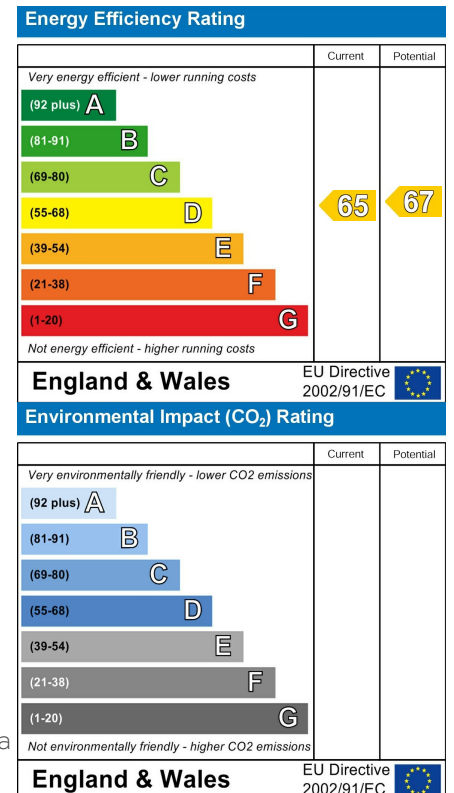 Energy Efficiency Rating
Current Potential
Very energy efficient - lower running costs
(92 plus) A
(81-91) B
(69-80) C
(55-68) D
65 67
(39-54) E
(21-38) F
(1-20) G
Not energy efficient - higher running costs
England & Wales
EU Directive
2002/91/EC
Environmental Impact (CO₂) Rating
Current Potential
Very environmentally friendly - lower CO2 emissions
(92 plus) A
(81-91) B
(69-80) C
(55-68) D
(39-54) E
(21-38) F
(1-20) G
a
Not environmentally friendly - higher CO2 emissions
England & Wales
EU Directive
2002/91/EC